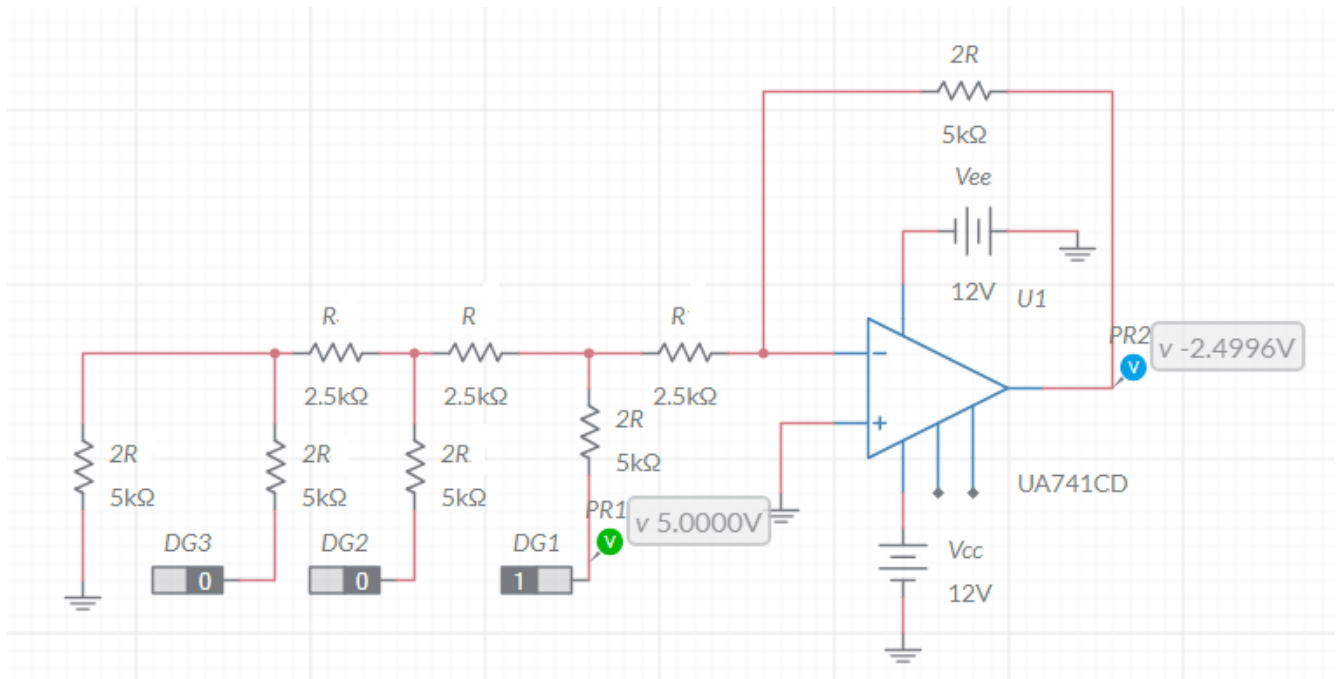 2R
5kΩ
Vee
12V
U1
PR2
v -2.4996V
R
R
R
2.5kΩ
2.5kΩ
2.5kΩ
2R
5kΩ
2R
5kΩ
2R
5kΩ
2R
5kΩ
UA741CD
PR1
v 5.0000V
DG3
0
DG2
0
DG1
1
Vcc
12V